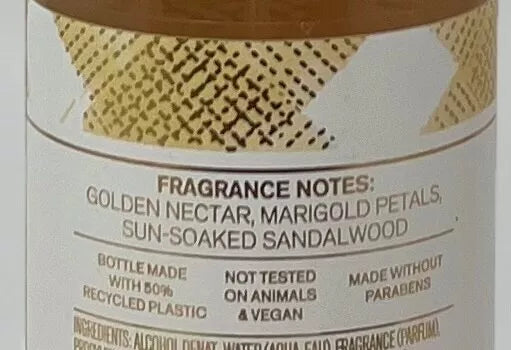 FRAGRANCE NOTES:
GOLDEN NECTAR, MARIGOLD PETALS,
SUN-SOAKED SANDALWOOD
BOTTLE MADE
WITH 50%
RECYCLED PLASTIC
NOT TESTED
ON ANIMALS
& VEGAN
MADE WITHOUT
PARABENS
INGREDIENTS: ALCOHOL DENAT., WATER (AQUA, EAU), FRAGRANCE (PARFUM),